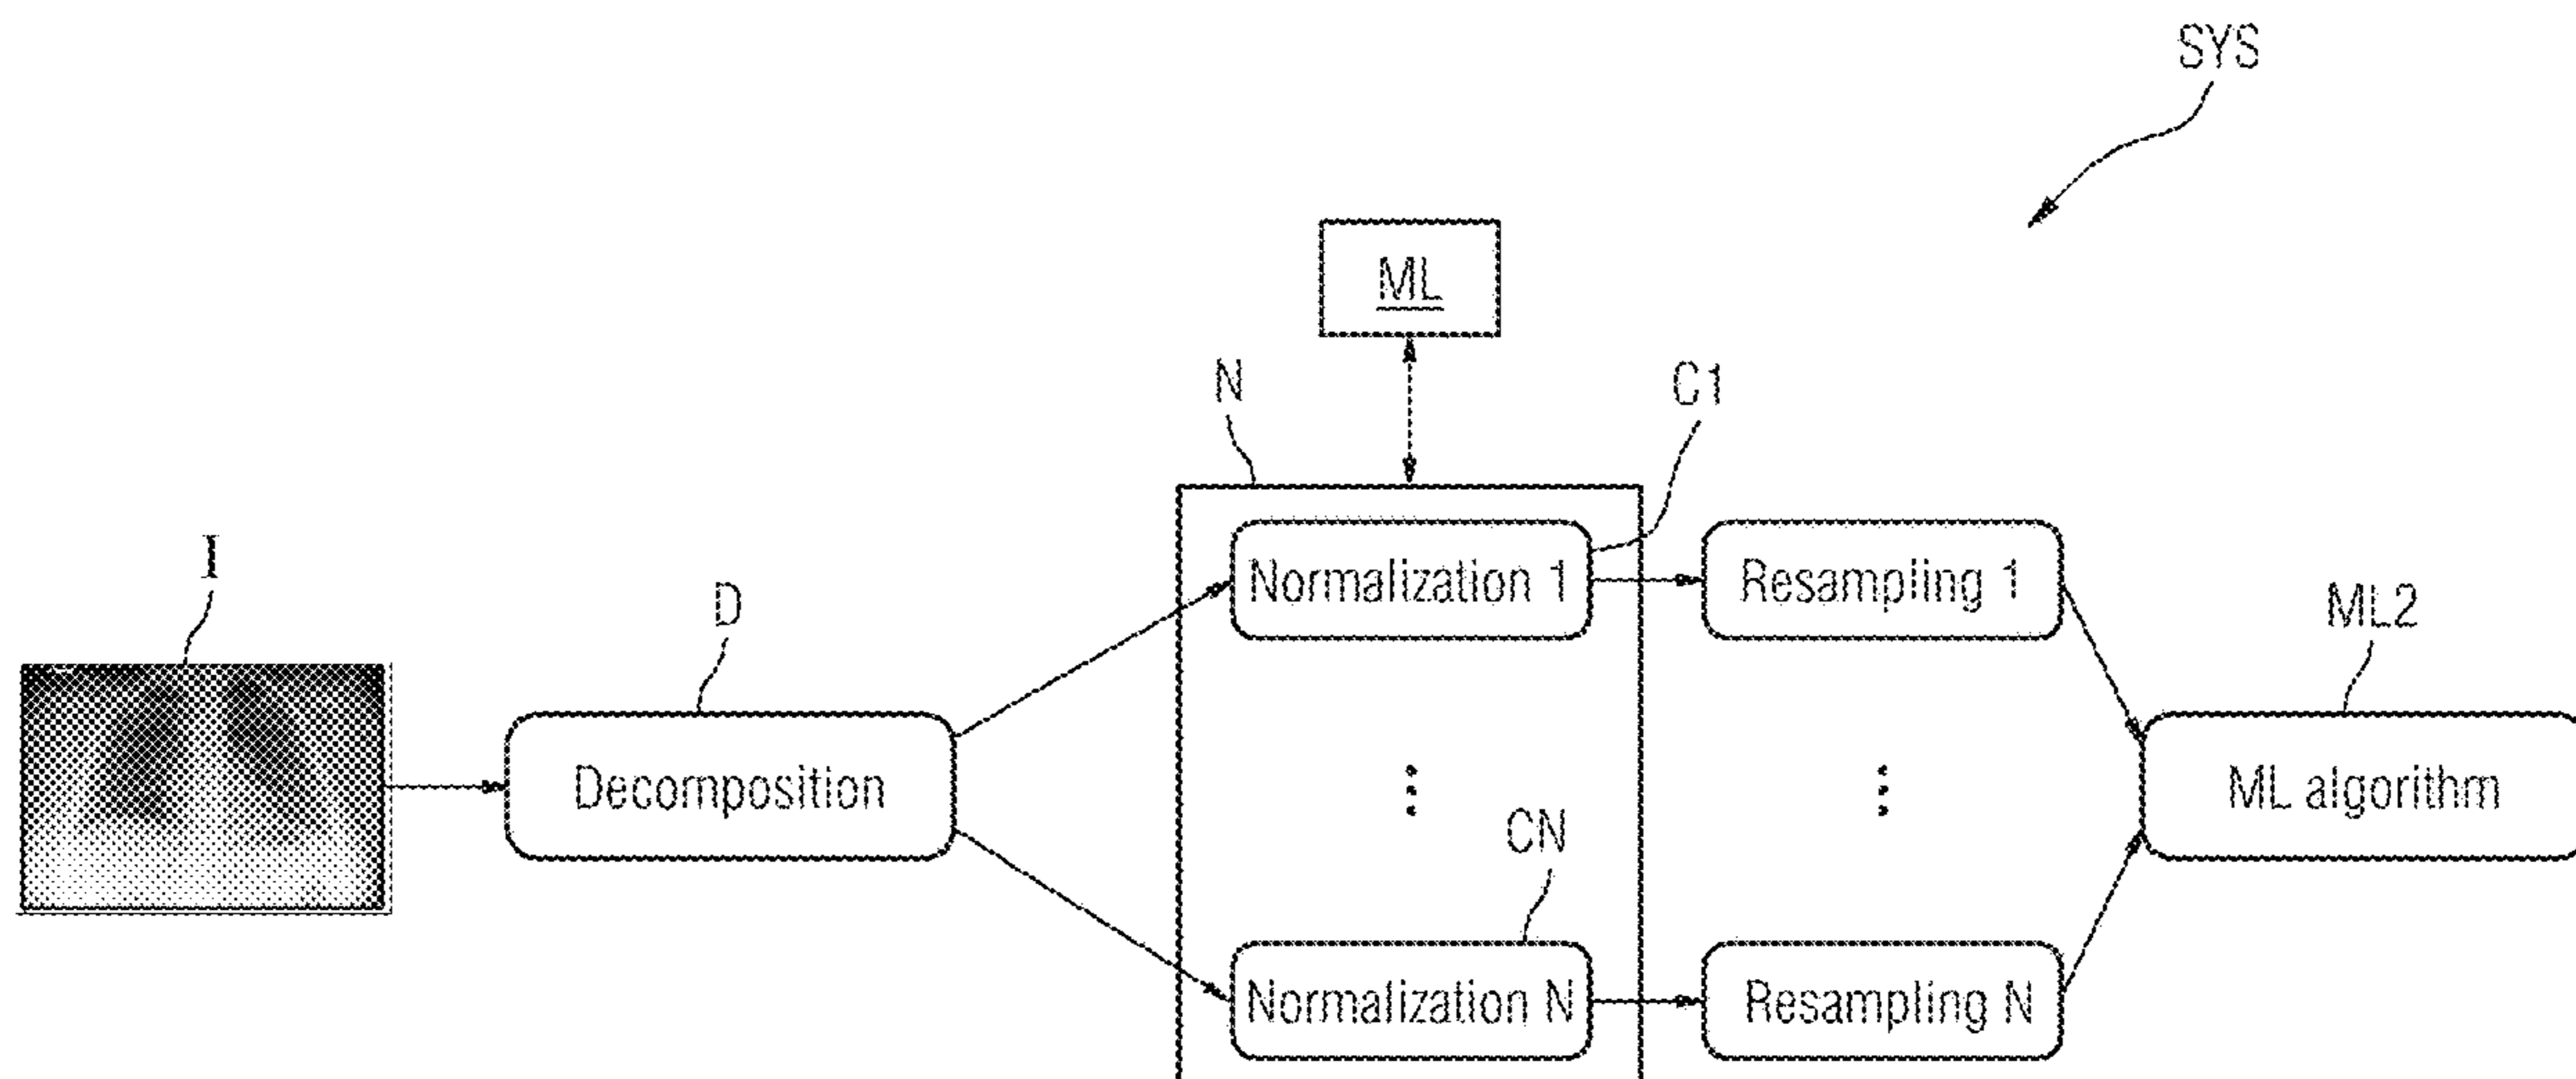 SYS
ML
N
C1
I
D
Normalization 1
Resampling 1
ML2
Decomposition
ML algorithm
CN
Normalization N
Resampling N